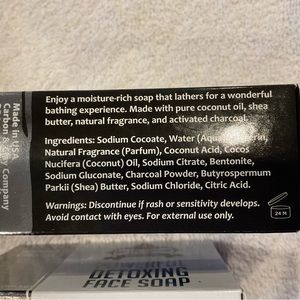 Enjoy a moisture-rich soap that lathers for a wonderful
bathing experience. Made with pure coconut oil, shea
butter, natural fragrance, and activated charcoal.
Ingredients: Sodium Cocoate, Water (Aqua),
Natural Fragrance (Parfum), Coconut Acid, Cocos
Nucifera (Coconut) Oil, Sodium Citrate, Bentonite,
Sodium Gluconate, Charcoal Powder, Butyrospermum
Parkii (Shea) Butter, Sodium Chloride, Citric Acid.
Warnings: Discontinue if rash or sensitivity develops.
Avoid contact with eyes. For external use only.
24 M
Made in USA
Carbon & Clay Company
DETOXING
FACE SOAP